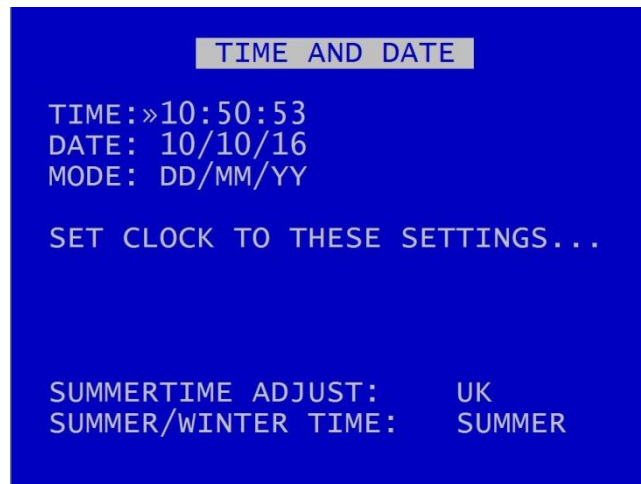 TIME AND DATE
TIME:»10:50:53
DATE: 10/10/16
MODE: DD/MM/YY
SET CLOCK TO THESE SETTINGS...
SUMMERTIME ADJUST: UK
SUMMER/WINTER TIME: SUMMER